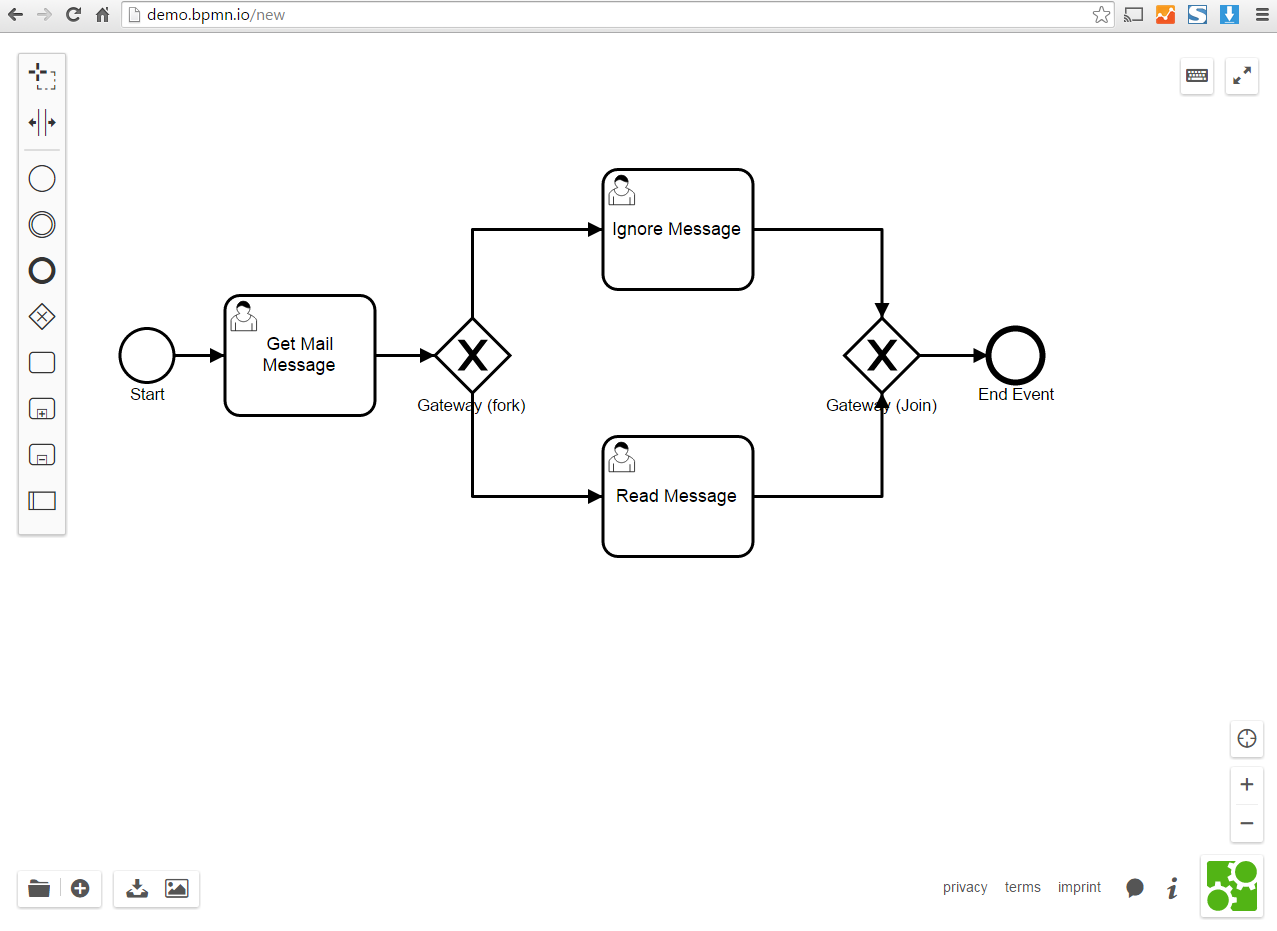 demo.bpmn.io/new
Ignore Message
Get Mail
Message
X
X
Start
Gateway (fork)
Gateway (Join)
End Event
Read Message
privacy terms imprint